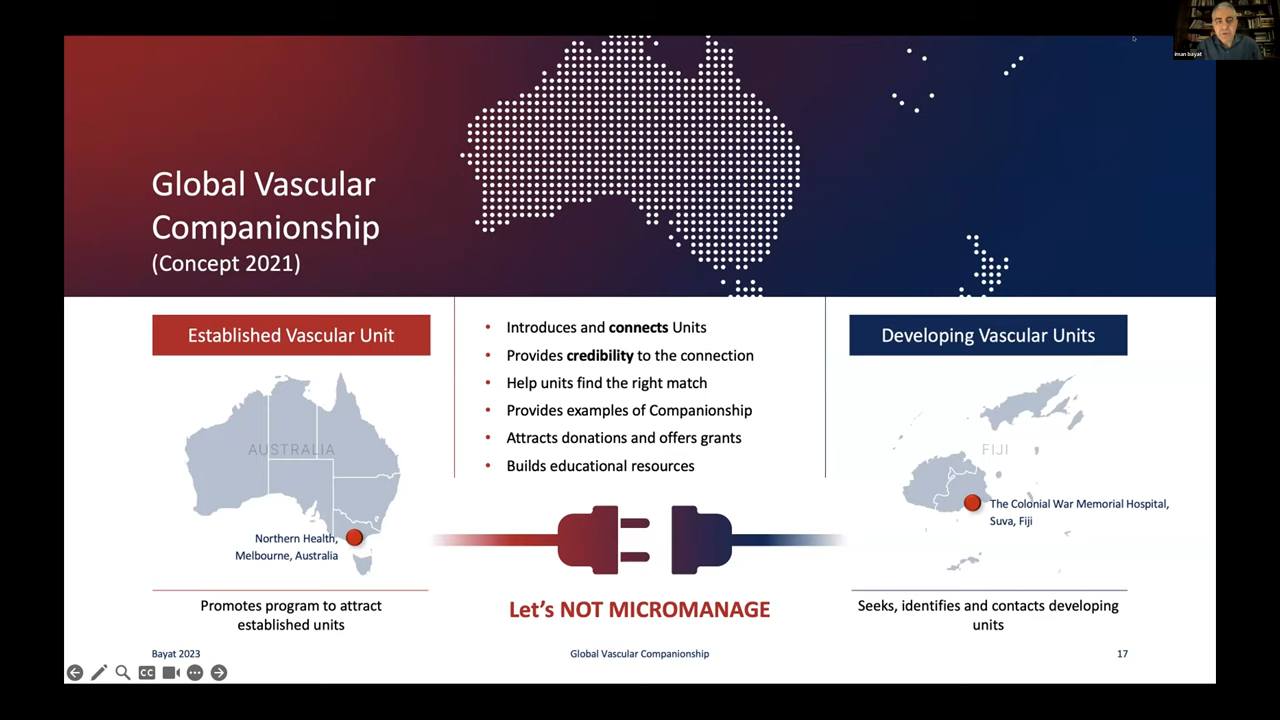 iman bayat
Global Vascular
Companionship
(Concept 2021)
Established Vascular Unit
AUSTRALIA
Northern Health,
Melbourne, Australia
Promotes program to attract
established units
• Introduces and connects Units
• Provides credibility to the connection
• Help units find the right match
• Provides examples of Companionship
• Attracts donations and offers grants
• Builds educational resources
Let's NOT MICROMANAGE
Developing Vascular Units
FIJI
The Colonial War Memorial Hospital,
Suva, Fiji
Seeks, identifies and contacts developing
units
Bayat 2023
Global Vascular Companionship
17
CC